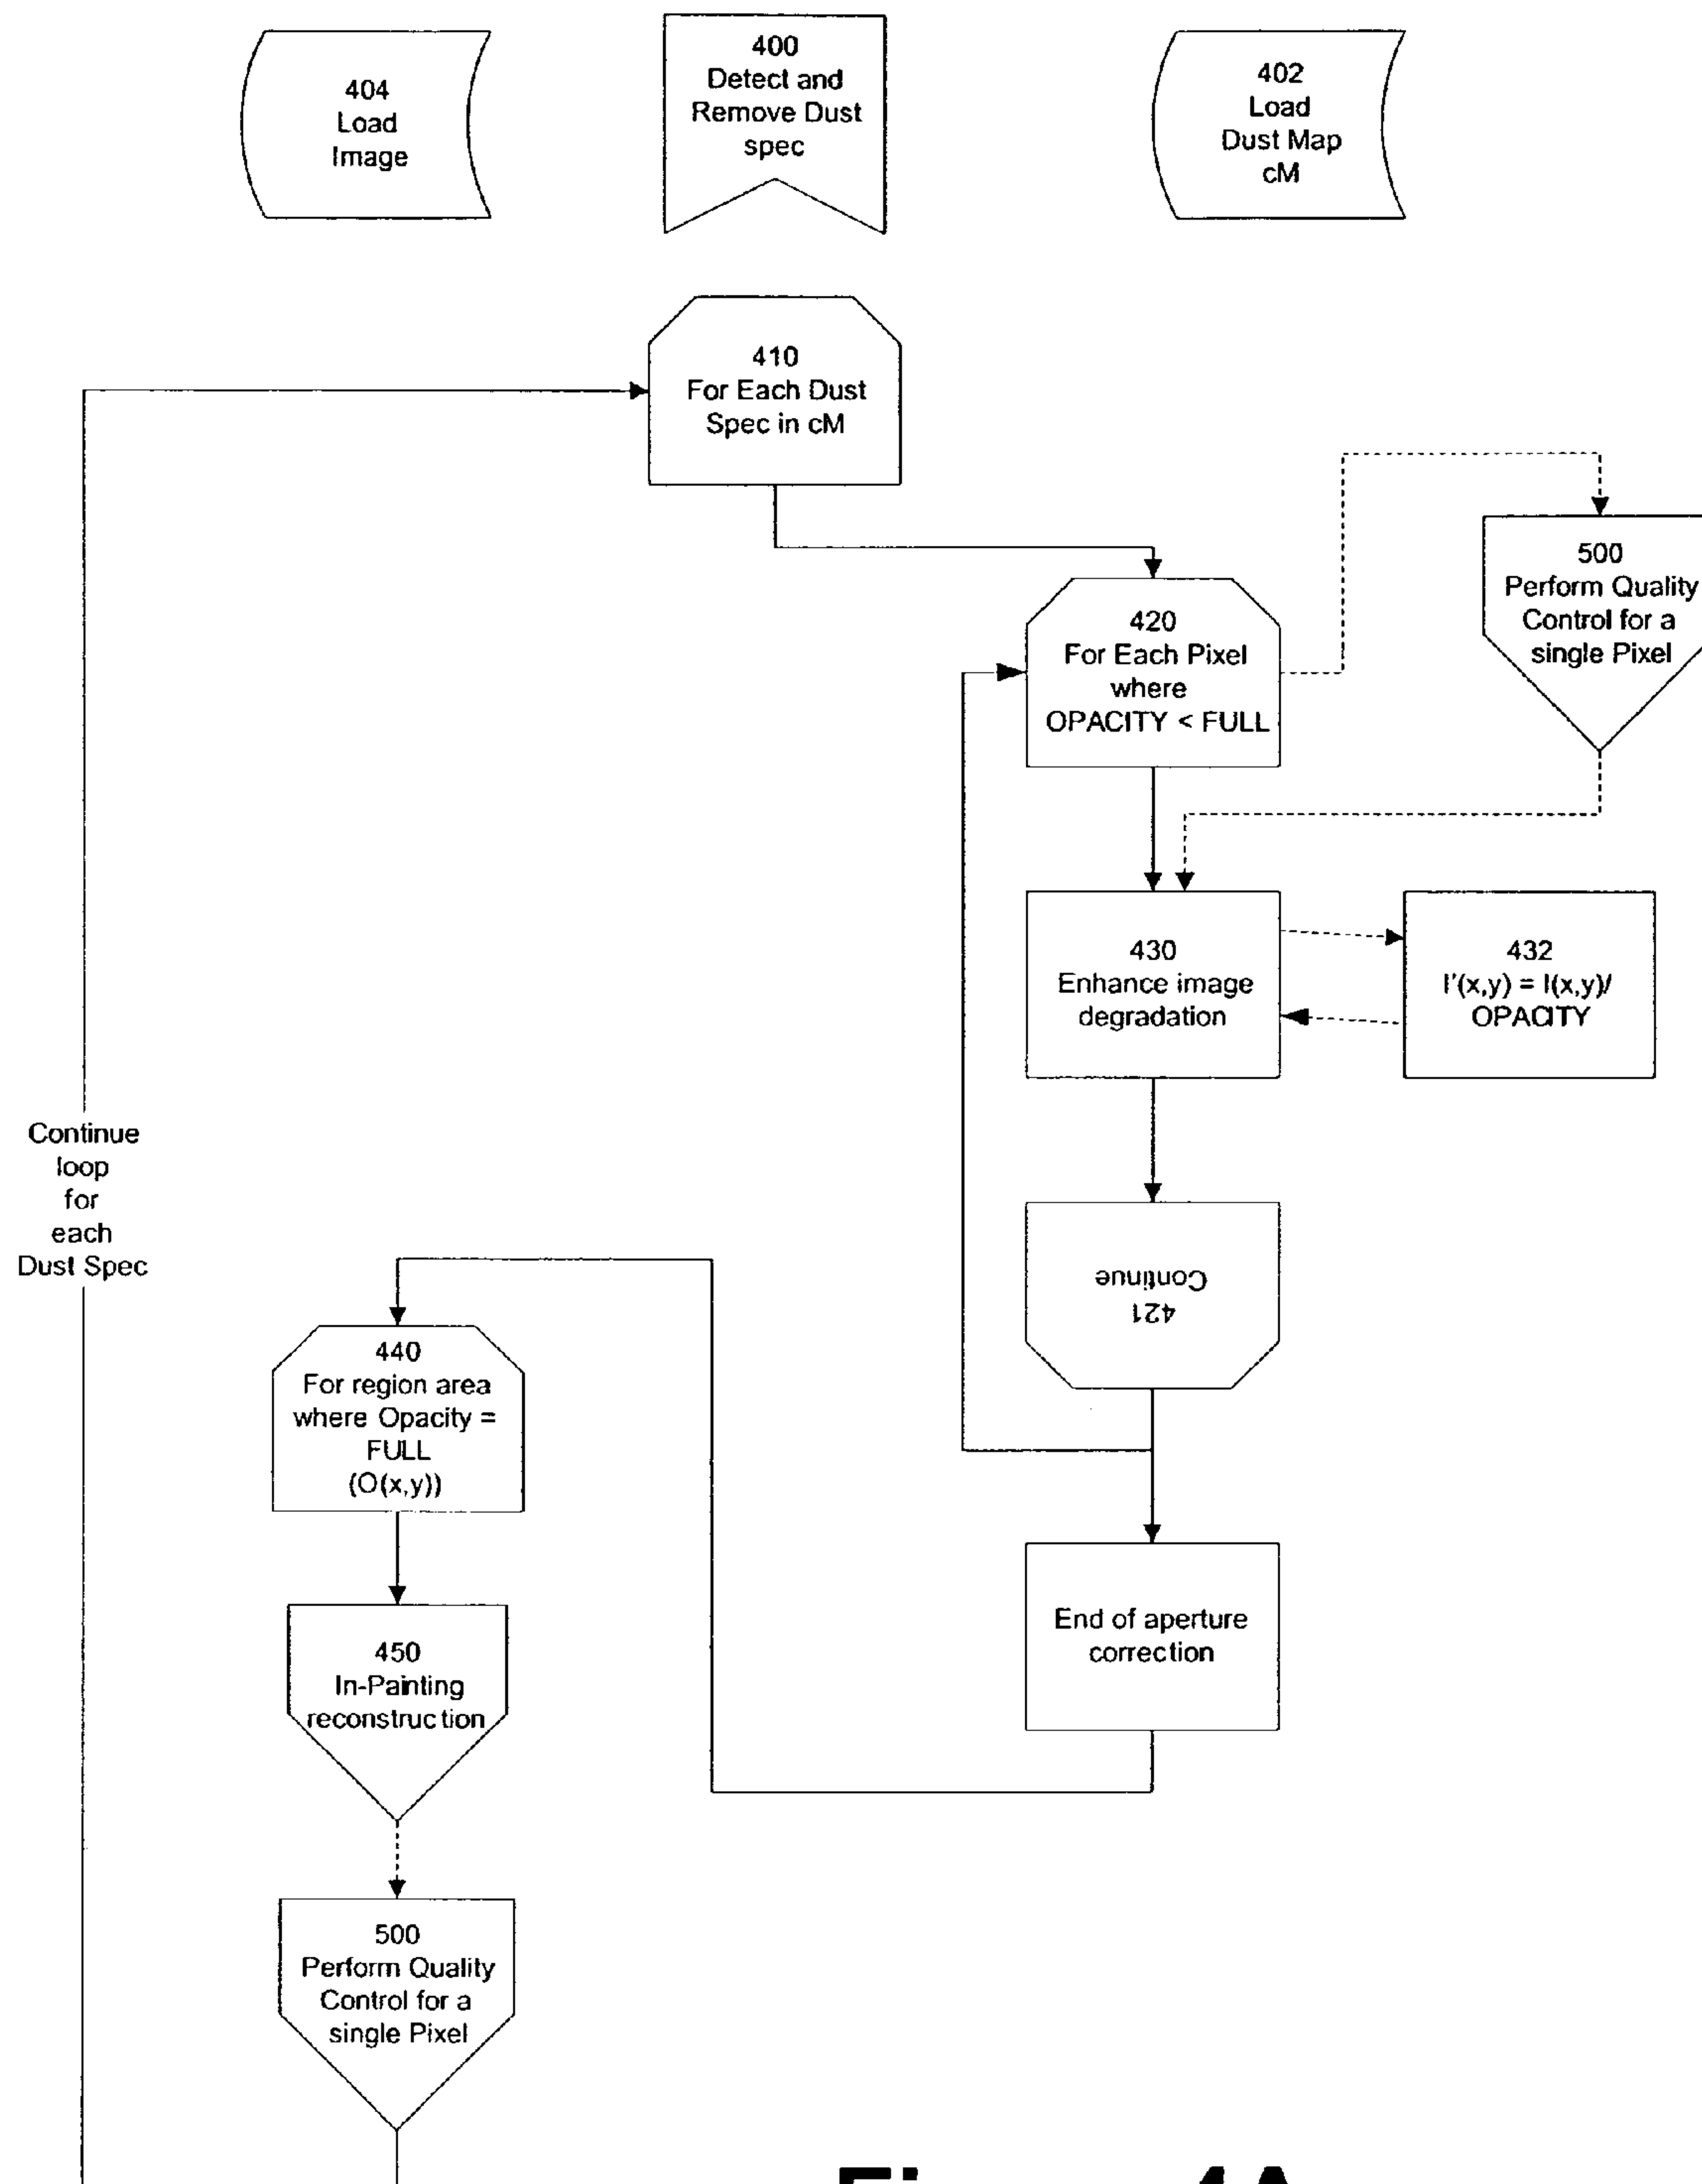 404
Load
Image
400
Detect and
Remove Dust
spec
402
Load
Dust Map
cM
410
For Each Dust
Spec in cM
420
For Each Pixel
where
OPACITY < FULL
500
Perform Quality
Control for a
single Pixel
430
Enhance image
degradation
432
I'(x,y) = I(x,y)/
OPACITY
Continue
loop
for
each
Dust Spec
421
Continue
440
For region area
where Opacity =
FULL
(O(x,y))
450
In-Painting
reconstruction
End of aperture
correction
500
Perform Quality
Control for a
single Pixel